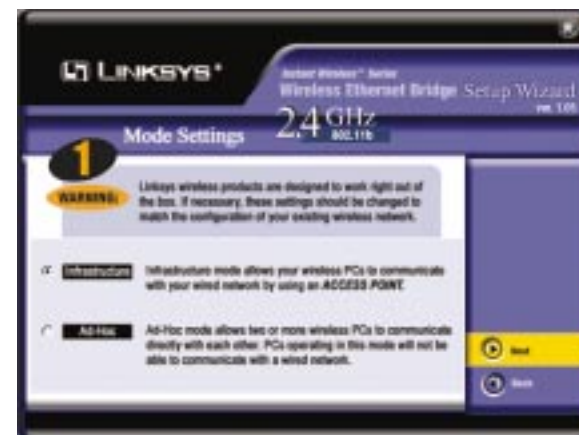 LINKSYS®
Instant Wireless™ Series
Wireless Ethernet Bridge Setup Wizard
ver. 1.01
2.4 GHz
802.11b
Mode Settings
1
WARNING:
Linksys wireless products are designed to work right out of
the box. If necessary, these settings should be changed to
match the configuration of your existing wireless network.
Infrastructure
Infrastructure mode allows your wireless PCs to communicate
with your wired network by using an ACCESS POINT.
Ad-Hoc
Ad-Hoc mode allows two or more wireless PCs to communicate
directly with each other. PCs operating in this mode will not be
able to communicate with a wired network.
Next
Back